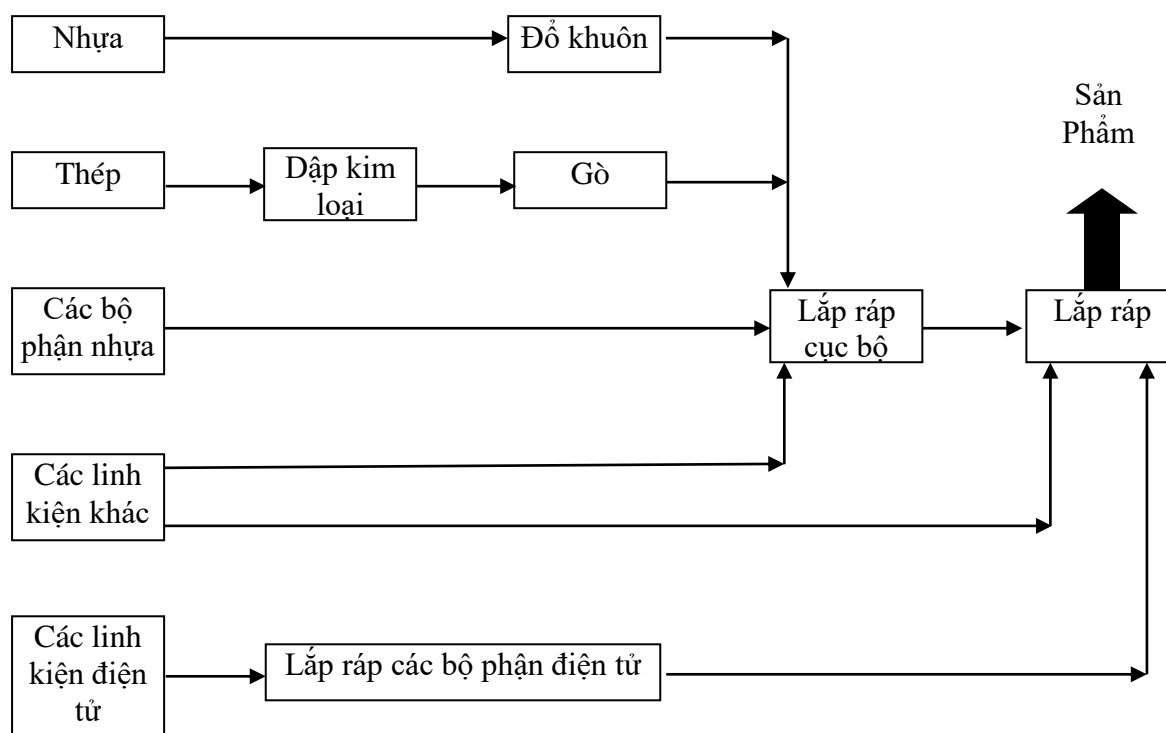 Nhựa
Đổ khuôn
Sản
Phẩm
Thép
Dập kim
loại
Gò
Các bộ
phận nhựa
Lắp ráp
cục bộ
Lắp ráp
Các linh
kiện khác
Các linh
kiện điện
tử
Lắp ráp các bộ phận điện tử